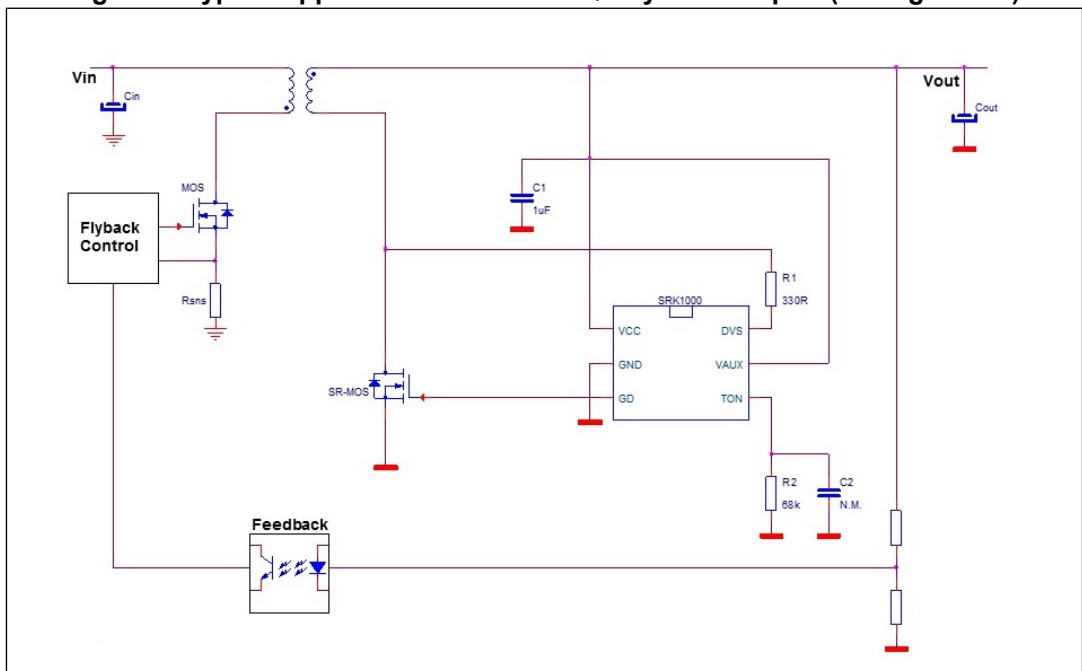 Vin
Cin
Vout
Cout
MOS
C1
1uF
Flyback
Control
R1
330R
SRK1000
Rsns
VCC
DVS
GND
VAUX
SR-MOS
GD
TON
R2
68k
C2
N.M.
Feedback